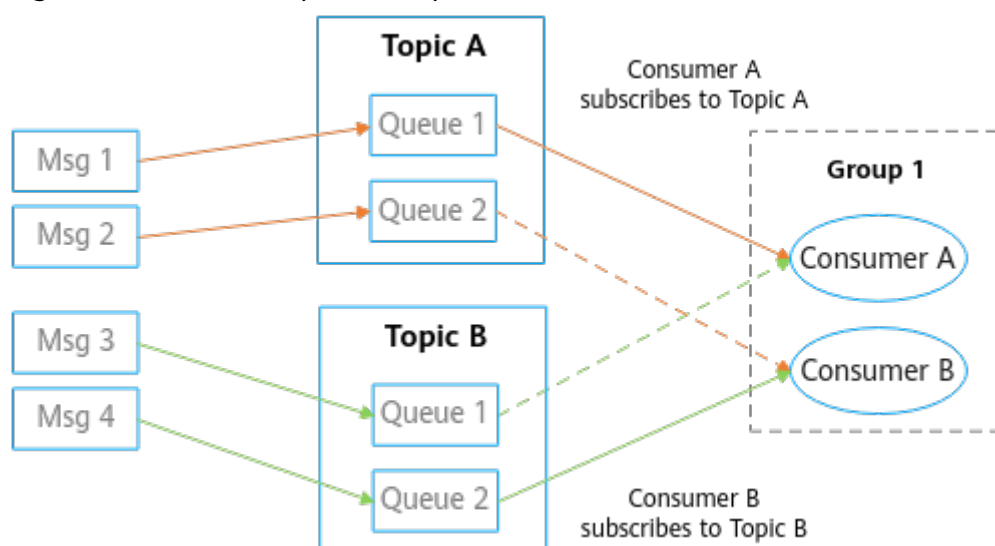 Topic A
Queue 1
Queue 2
Msg 1
Msg 2
Consumer A
subscribes to Topic A
Group 1
Consumer A
Consumer B
Msg 3
Msg 4
Topic B
Queue 1
Queue 2
Consumer B
subscribes to Topic B